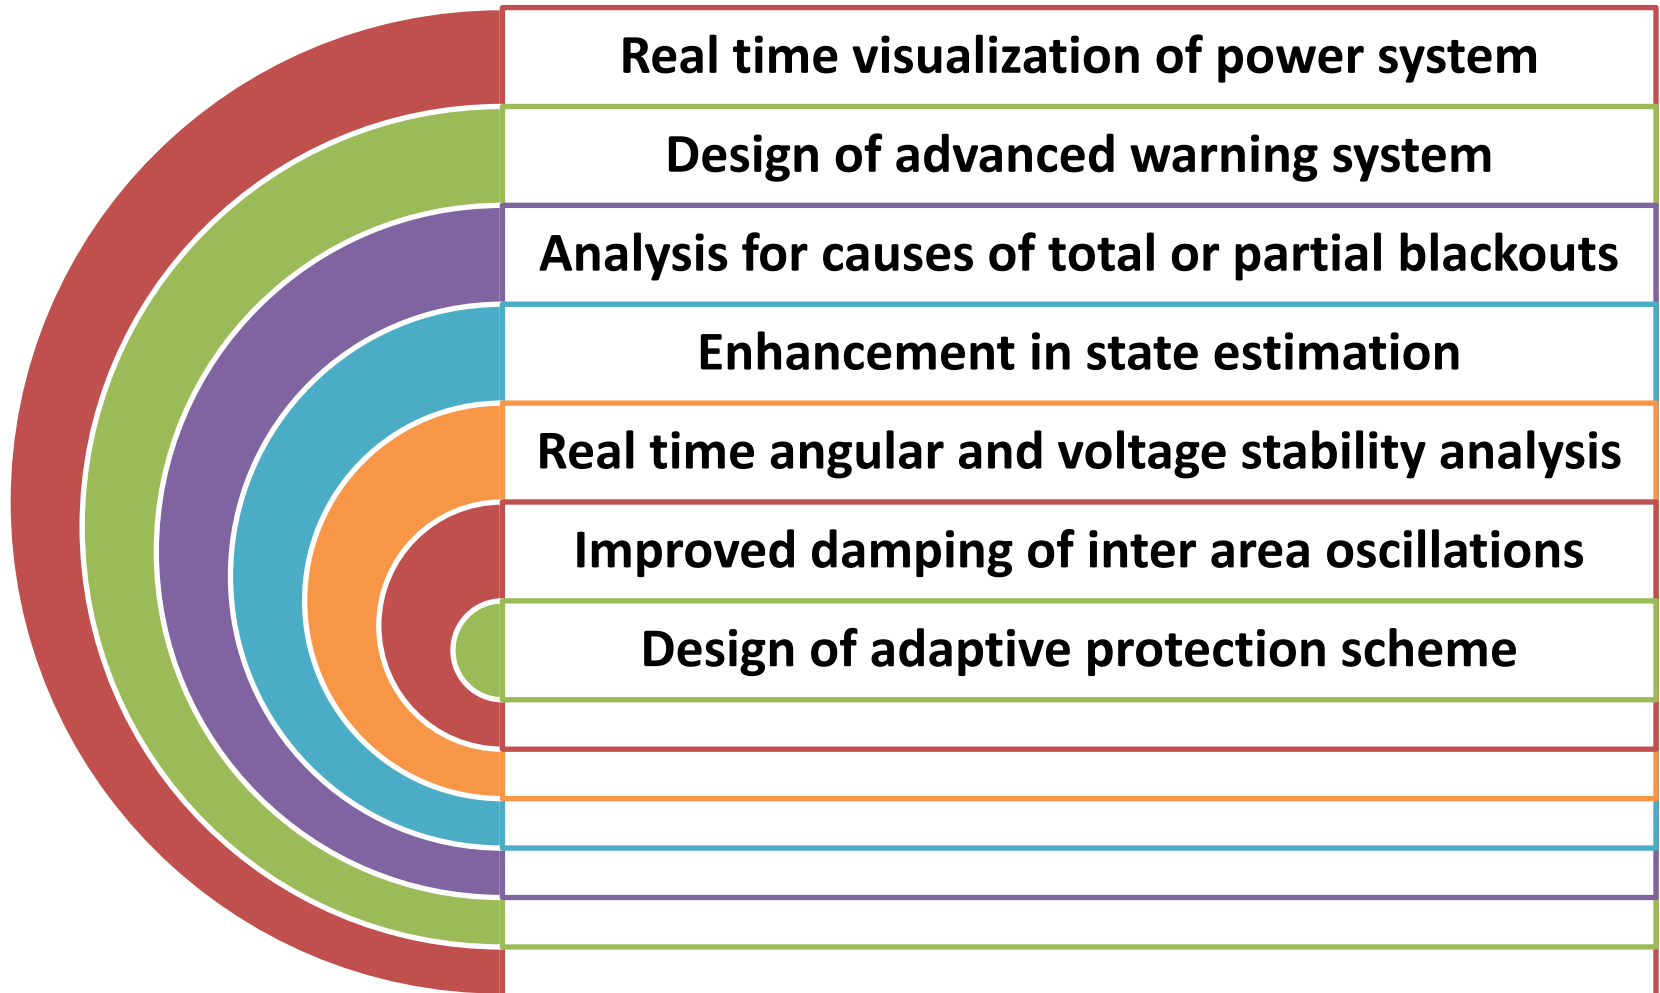 Real time visualization of power system
Design of advanced warning system
Analysis for causes of total or partial blackouts
Enhancement in state estimation
Real time angular and voltage stability analysis
Improved damping of inter area oscillations
Design of adaptive protection scheme